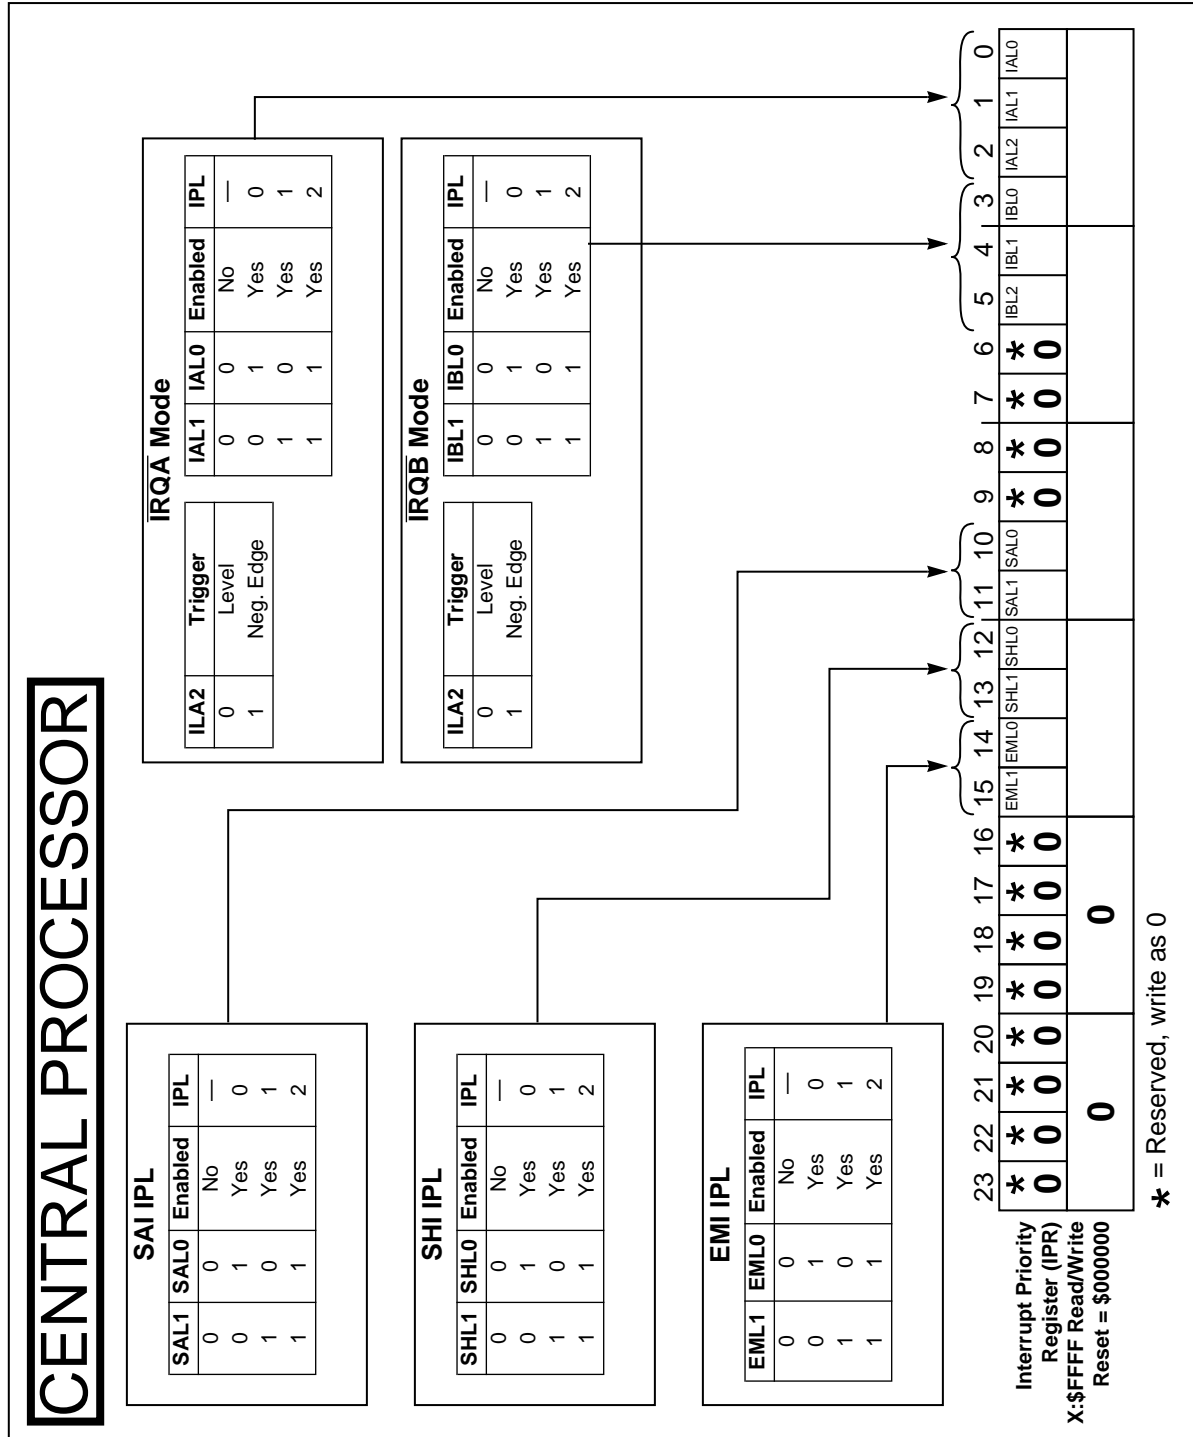 CENTRAL PROCESSOR
IRQA Mode
ILA2 Trigger
0 Level
1 Neg. Edge
IAL1 IAL0 Enabled IPL
0 0 No —
0 1 Yes 0
1 0 Yes 1
1 1 Yes 2
IRQB Mode
ILA2 Trigger
0 Level
1 Neg. Edge
IBL1 IBL0 Enabled IPL
0 0 No —
0 1 Yes 0
1 0 Yes 1
1 1 Yes 2
SAI IPL
SAL1 SAL0 Enabled IPL
0 0 No —
0 1 Yes 0
1 0 Yes 1
1 1 Yes 2
SHI IPL
SHL1 SHL0 Enabled IPL
0 0 No —
0 1 Yes 0
1 0 Yes 1
1 1 Yes 2
EMI IPL
EML1 EML0 Enabled IPL
0 0 No —
0 1 Yes 0
1 0 Yes 1
1 1 Yes 2
23 22 21 20 19 18 17 16 15 14 13 12 11 10 9 8 7 6 5 4 3 2 1 0
* * * * * * * * EML1 EML0 SHL1 SHL0 SAL1 SAL0 * * * * IBL2 IBL1 IBL0 IAL2 IAL1 IAL0
0 0 0 0 0 0 0 0 0 0 0 0
0 0
Interrupt Priority
Register (IPR)
X:$FFFF Read/Write
Reset = $000000
* = Reserved, write as 0